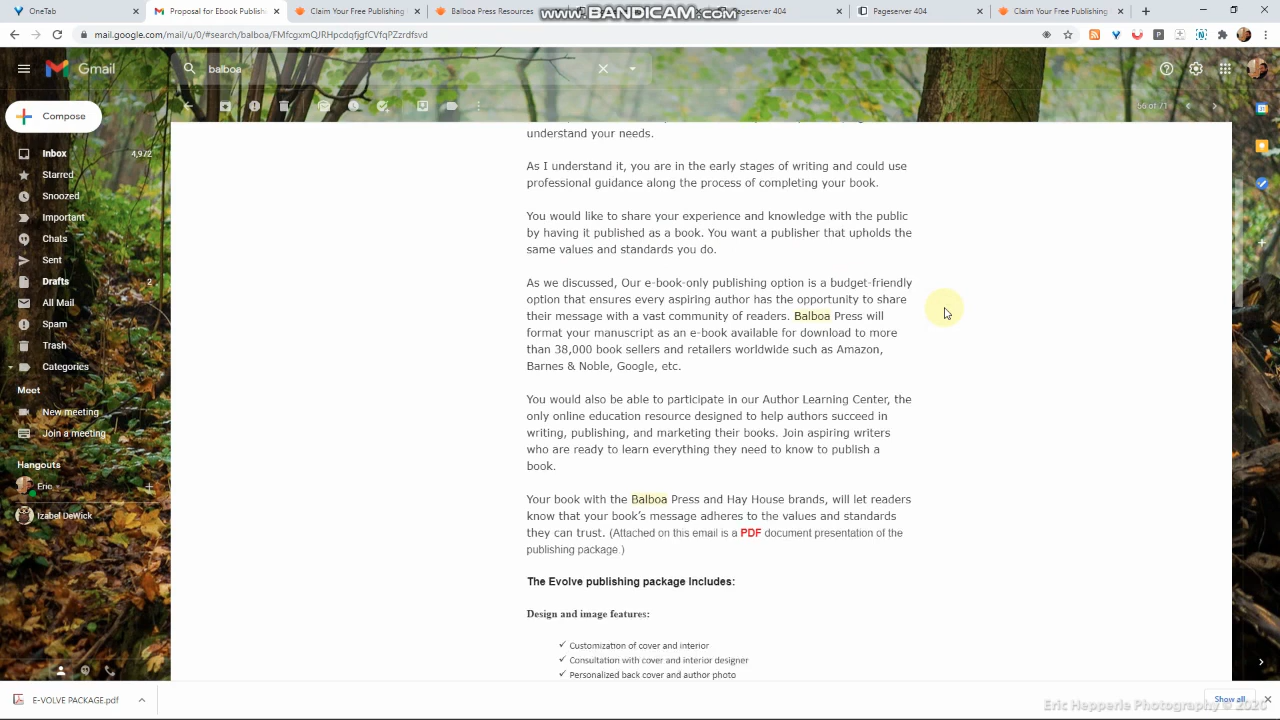 OneTab
Proposal for Ebook Publish
Claim Your Free Publishing
Balboa Press Resources
www.BANDICAM.com
Pageserver 404
Pageserver 404
Claim Your Free Publishing
mail.google.com/mail/u/0/#search/balboa/FMfcgxmQJRHpcdqfjgfCVfqPZzrdfsvd
Gmail
balboa
56 of 71
Compose
Inbox 4,972
Starred
Snoozed
Important
Chats
Sent
Drafts 2
All Mail
Spam
Trash
Categories
Meet
New meeting
Join a meeting
Hangouts
Eric
Izabel DeWick
understand your needs.
As I understand it, you are in the early stages of writing and could use
professional guidance along the process of completing your book.
You would like to share your experience and knowledge with the public
by having it published as a book. You want a publisher that upholds the
same values and standards you do.
As we discussed, Our e-book-only publishing option is a budget-friendly
option that ensures every aspiring author has the opportunity to share
their message with a vast community of readers. Balboa Press will
format your manuscript as an e-book available for download to more
than 38,000 book sellers and retailers worldwide such as Amazon,
Barnes & Noble, Google, etc.
You would also be able to participate in our Author Learning Center, the
only online education resource designed to help authors succeed in
writing, publishing, and marketing their books. Join aspiring writers
who are ready to learn everything they need to know to publish a
book.
Your book with the Balboa Press and Hay House brands, will let readers
know that your book's message adheres to the values and standards
they can trust. (Attached on this email is a PDF document presentation of the
publishing package.)
The Evolve publishing package Includes:
Design and image features:
✓ Customization of cover and interior
✓ Consultation with cover and interior designer
✓ Personalized back cover and author photo
E-VOLVE PACKAGE.pdf
Show all
Eric Hepperle Photography © 2020